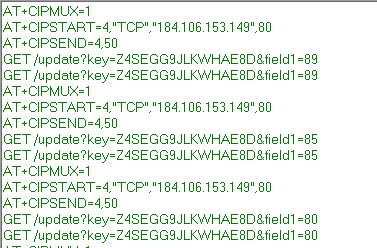 AT+CIPMUX=1
AT+CIPSTART=4,"TCP","184.106.153.149",80
AT+CIPSEND=4,50
GET /update?key=Z4SEGG9JLKWHAE8D&field1=89
GET /update?key=Z4SEGG9JLKWHAE8D&field1=89
AT+CIPMUX=1
AT+CIPSTART=4,"TCP","184.106.153.149",80
AT+CIPSEND=4,50
GET /update?key=Z4SEGG9JLKWHAE8D&field1=85
GET /update?key=Z4SEGG9JLKWHAE8D&field1=85
AT+CIPMUX=1
AT+CIPSTART=4,"TCP","184.106.153.149",80
AT+CIPSEND=4,50
GET /update?key=Z4SEGG9JLKWHAE8D&field1=80
GET /update?key=Z4SEGG9JLKWHAE8D&field1=80